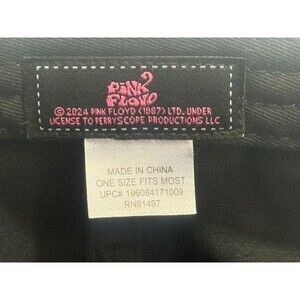 PINK
FLOYD
© 2024 PINK FLOYD (1987) LTD. UNDER
LICENSE TO PERRYSCOPE PRODUCTIONS LLC
MADE IN CHINA
ONE SIZE FITS MOST
UPC# 196084171009
RN91497